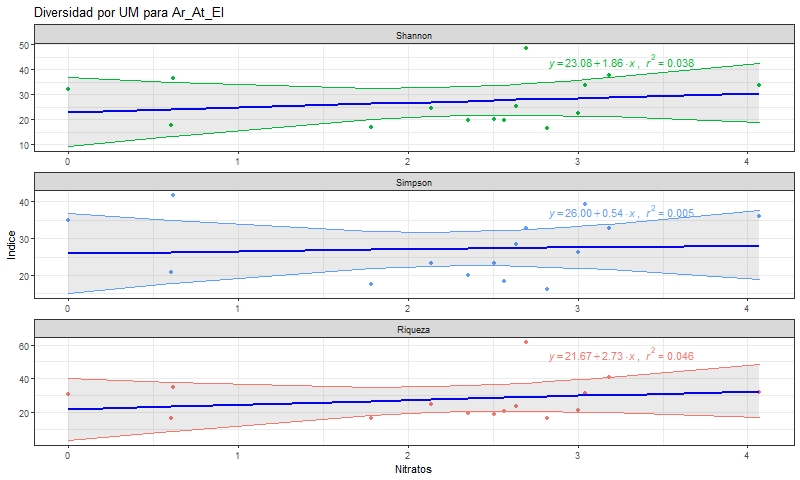 Diversidad por UM para Ar_At_El
Shannon
50
40
30
20
10
y = 23.08 + 1.86 · x , r² = 0.038
0 1 2 3 4
Simpson
40
30
20
y = 26.00 + 0.54 · x , r² = 0.005
0 1 2 3 4
Indice
Riqueza
60
40
20
y = 21.67 + 2.73 · x , r² = 0.046
0 1 2 3 4
Nitratos